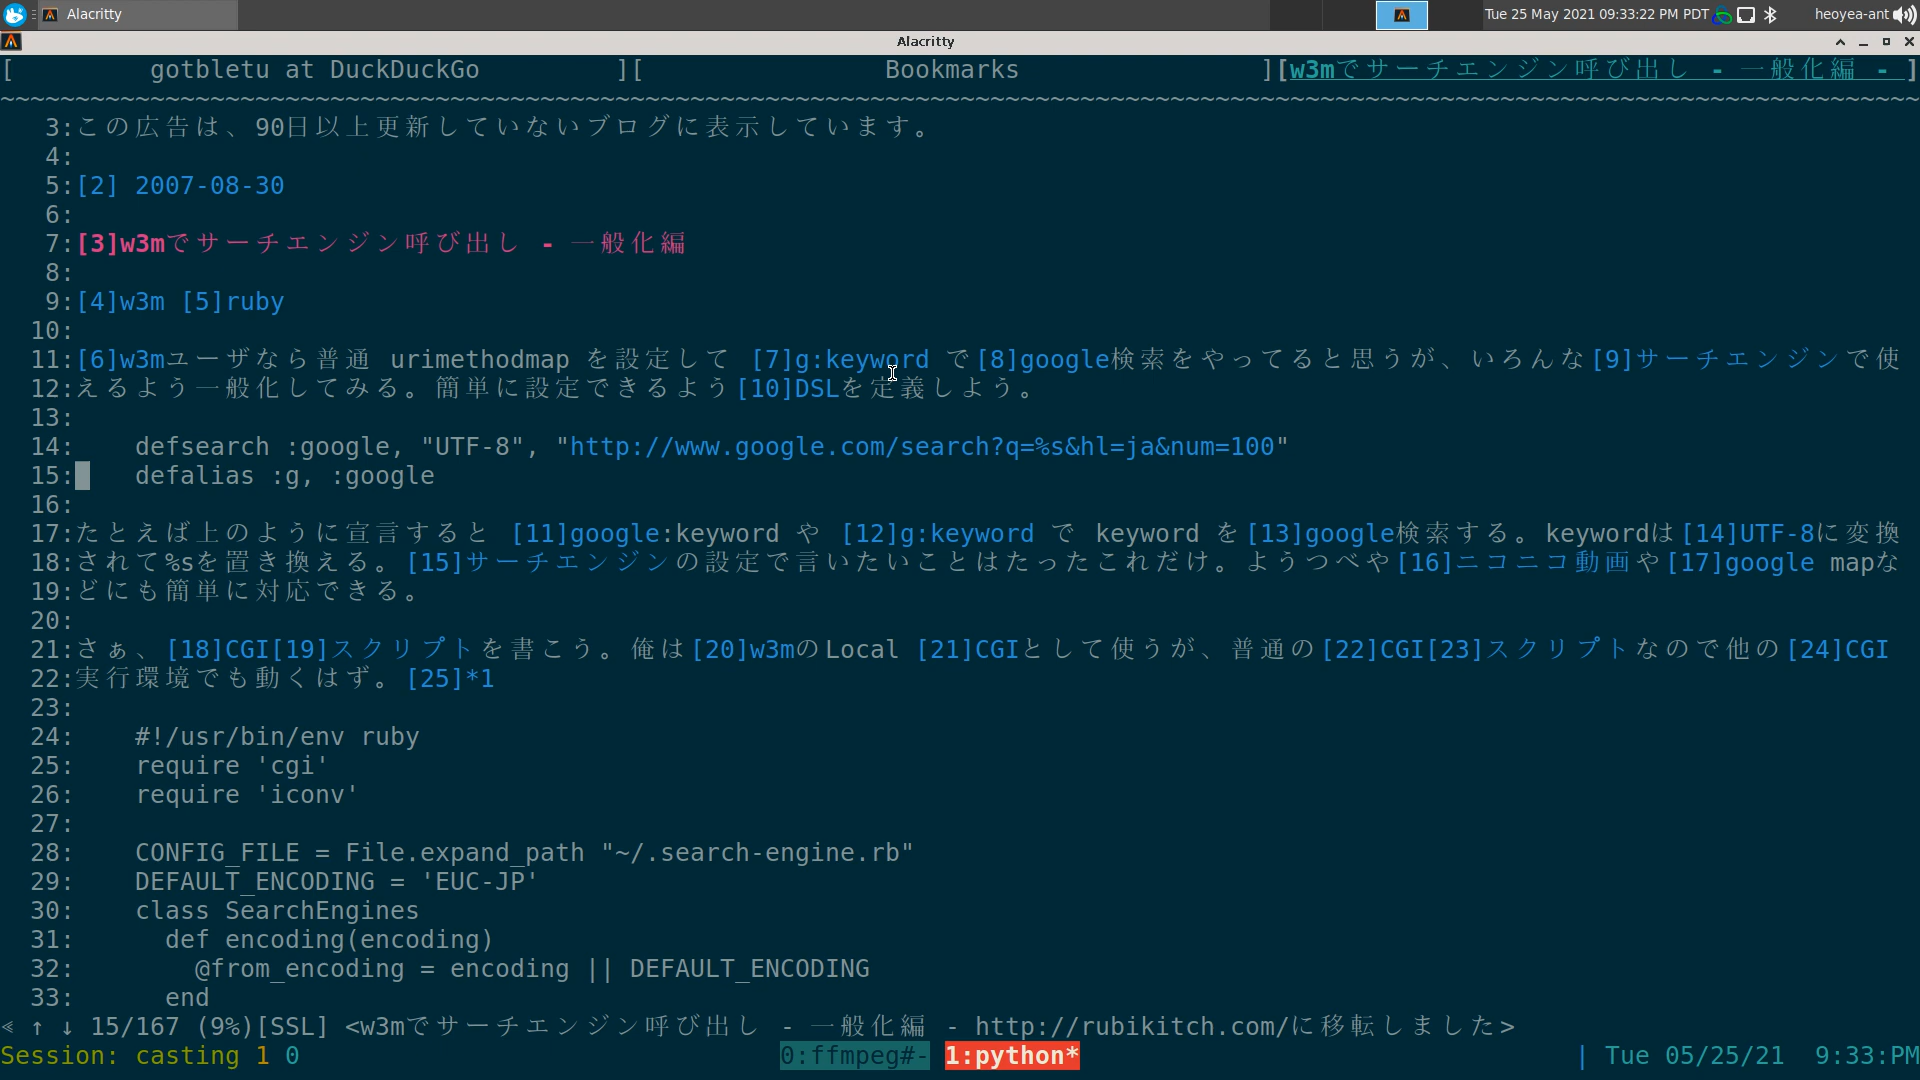 Alacritty
Tue 25 May 2021 09:33:22 PM PDT
heoyea-ant
Alacritty
[ gotbletu at DuckDuckGo ][ Bookmarks ][w3mでサーチエンジン呼び出し - 一般化編 - ]
~~~~~~~~~~~~~~~~~~~~~~~~~~~~~~~~~~~~~~~~~~~~~~~~~~~~~~~~~~~~~~~~~~~~~~~~~~~~~~~~~~~~~~~~~~~~~~~~~~~~~~~~~~~~~~~~~~~~~~~~~~~~~~~~
3:この広告は、90日以上更新していないブログに表示しています。
4:
5:[2] 2007-08-30
6:
7:[3]w3mでサーチエンジン呼び出し - 一般化編
8:
9:[4]w3m [5]ruby
10:
11:[6]w3mユーザなら普通 urimethodmap を設定して [7]g:keyword で[8]google検索をやってると思うが、いろんな[9]サーチエンジンで使
12:えるよう一般化してみる。簡単に設定できるよう[10]DSLを定義しよう。
13:
14:    defsearch :google, "UTF-8", "http://www.google.com/search?q=%s&hl=ja&num=100"
15:    defalias :g, :google
16:
17:たとえば上のように宣言すると [11]google:keyword や [12]g:keyword で keyword を[13]google検索する。keywordは[14]UTF-8に変換
18:されて%sを置き換える。[15]サーチエンジンの設定で言いたいことはたったこれだけ。ようつべや[16]ニコニコ動画や[17]google mapな
19:どにも簡単に対応できる。
20:
21:さぁ、[18]CGI[19]スクリプトを書こう。俺は[20]w3mのLocal [21]CGIとして使うが、普通の[22]CGI[23]スクリプトなので他の[24]CGI
22:実行環境でも動くはず。[25]*1
23:
24:    #!/usr/bin/env ruby
25:    require 'cgi'
26:    require 'iconv'
27:
28:    CONFIG_FILE = File.expand_path "~/.search-engine.rb"
29:    DEFAULT_ENCODING = 'EUC-JP'
30:    class SearchEngines
31:      def encoding(encoding)
32:        @from_encoding = encoding || DEFAULT_ENCODING
33:      end
≪ ↑ ↓ 15/167 (9%)[SSL] <w3mでサーチエンジン呼び出し - 一般化編 - http://rubikitch.com/に移転しました>
Session: casting 1 0 0:ffmpeg#- 1:python* | Tue 05/25/21 9:33:PM